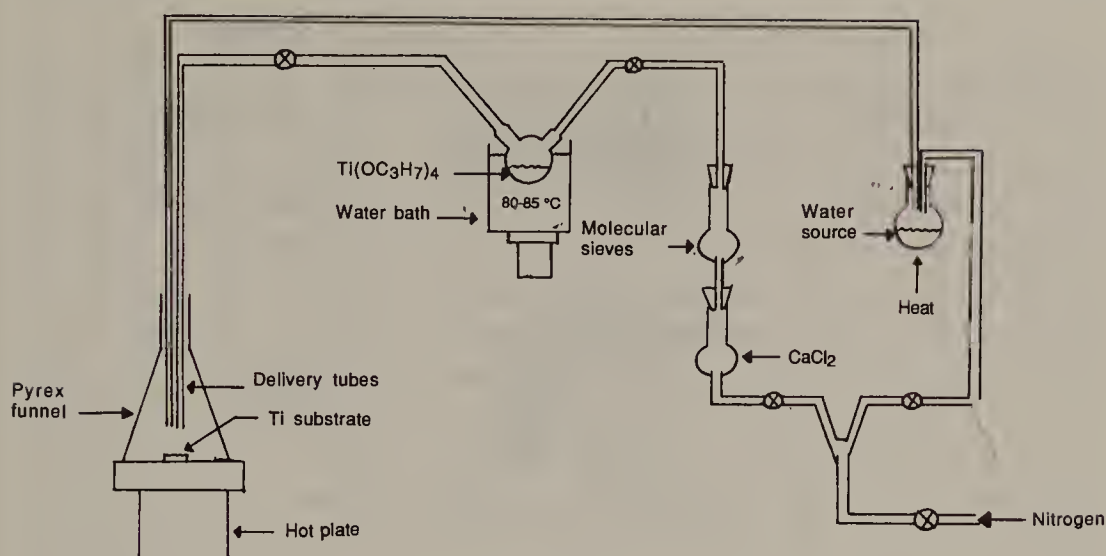 Ti(OC3H7)4
80-85 °C
Water bath
Molecular
sieves
Water
source
Heat
CaCl2
Pyrex
funnel
Delivery tubes
Ti substrate
Hot plate
Nitrogen